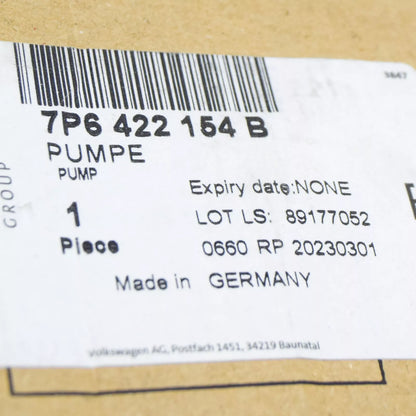 5667
7P6 422 154 B
PUMPE
PUMP
GROUP
Expiry date:NONE
1
LOT LS: 89177052
Piece
0660 RP 20230301
Made in GERMANY
Volkswagen AG, Postfach 1451, 34219 Baunatal